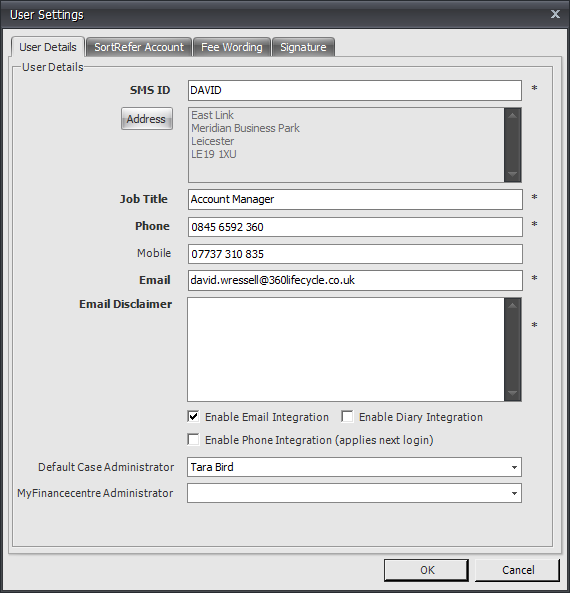 User Settings
User Details
SortRefer Account
Fee Wording
Signature
User Details
SMS ID
DAVID
*
Address
East Link
Meridian Business Park
Leicester
LE19 1XU
Job Title
Account Manager
*
Phone
0845 6592 360
*
Mobile
07737 310 835
Email
david.wressell@360lifecycle.co.uk
*
Email Disclaimer
*
Enable Email Integration
Enable Diary Integration
Enable Phone Integration (applies next login)
Default Case Administrator
Tara Bird
MyFinancecentre Administrator
OK
Cancel